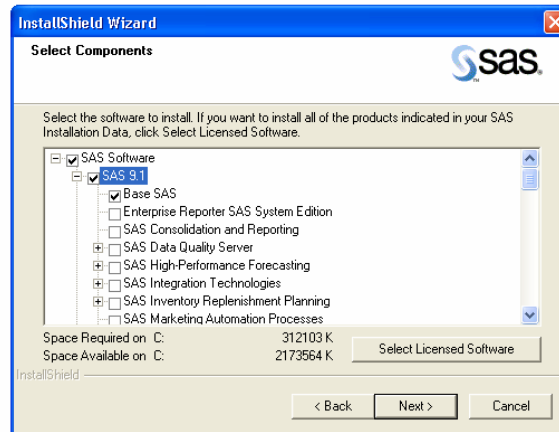 InstallShield Wizard
Select Components
sas.
Select the software to install. If you want to install all of the products indicated in your SAS
Installation Data, click Select Licensed Software.
SAS Software
SAS 9.1
Base SAS
Enterprise Reporter SAS System Edition
SAS Consolidation and Reporting
SAS Data Quality Server
SAS High-Performance Forecasting
SAS Integration Technologies
SAS Inventory Replenishment Planning
SAS Marketing Automation Processes
Space Required on C: 312103 K
Space Available on C: 2173564 K
Select Licensed Software
InstallShield
< Back Next > Cancel